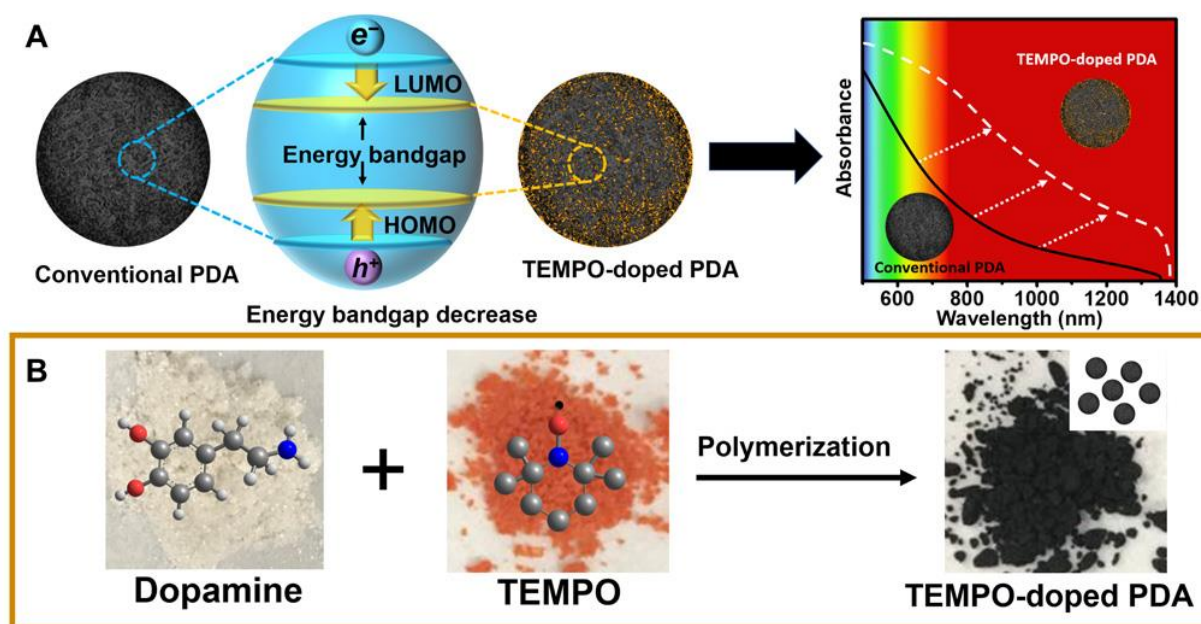 A
e−
LUMO
Energy bandgap
HOMO
h+
Conventional PDA
TEMPO-doped PDA
Energy bandgap decrease
Absorbance
TEMPO-doped PDA
Conventional PDA
600 800 1000 1200 1400
Wavelength (nm)
B
+
Polymerization
Dopamine
TEMPO
TEMPO-doped PDA